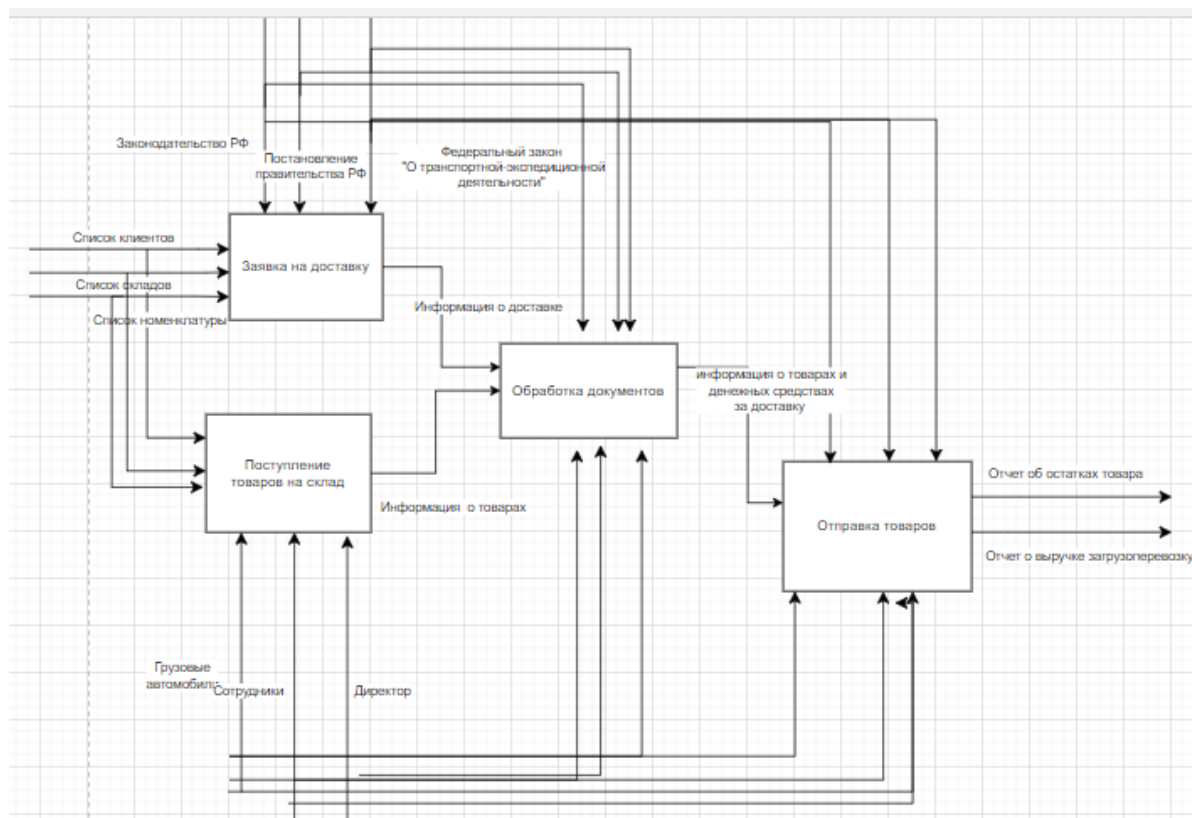 Законодательство РФ
Постановление
правительства РФ
Федеральный закон
"О транспортной-экспедиционной
деятельности"
Список клиентов
Заявка на доставку
Список складов
Список номенклатуры
Информация о доставке
Обработка документов
информация о товарах и
денежных средствах
за доставку
Поступление
товаров на склад
Информация о товарах
Отчет об остатках товара
Отправка товаров
Отчет о выручке загрузоперевозку
Грузовые
автомобили
Сотрудники
Директор